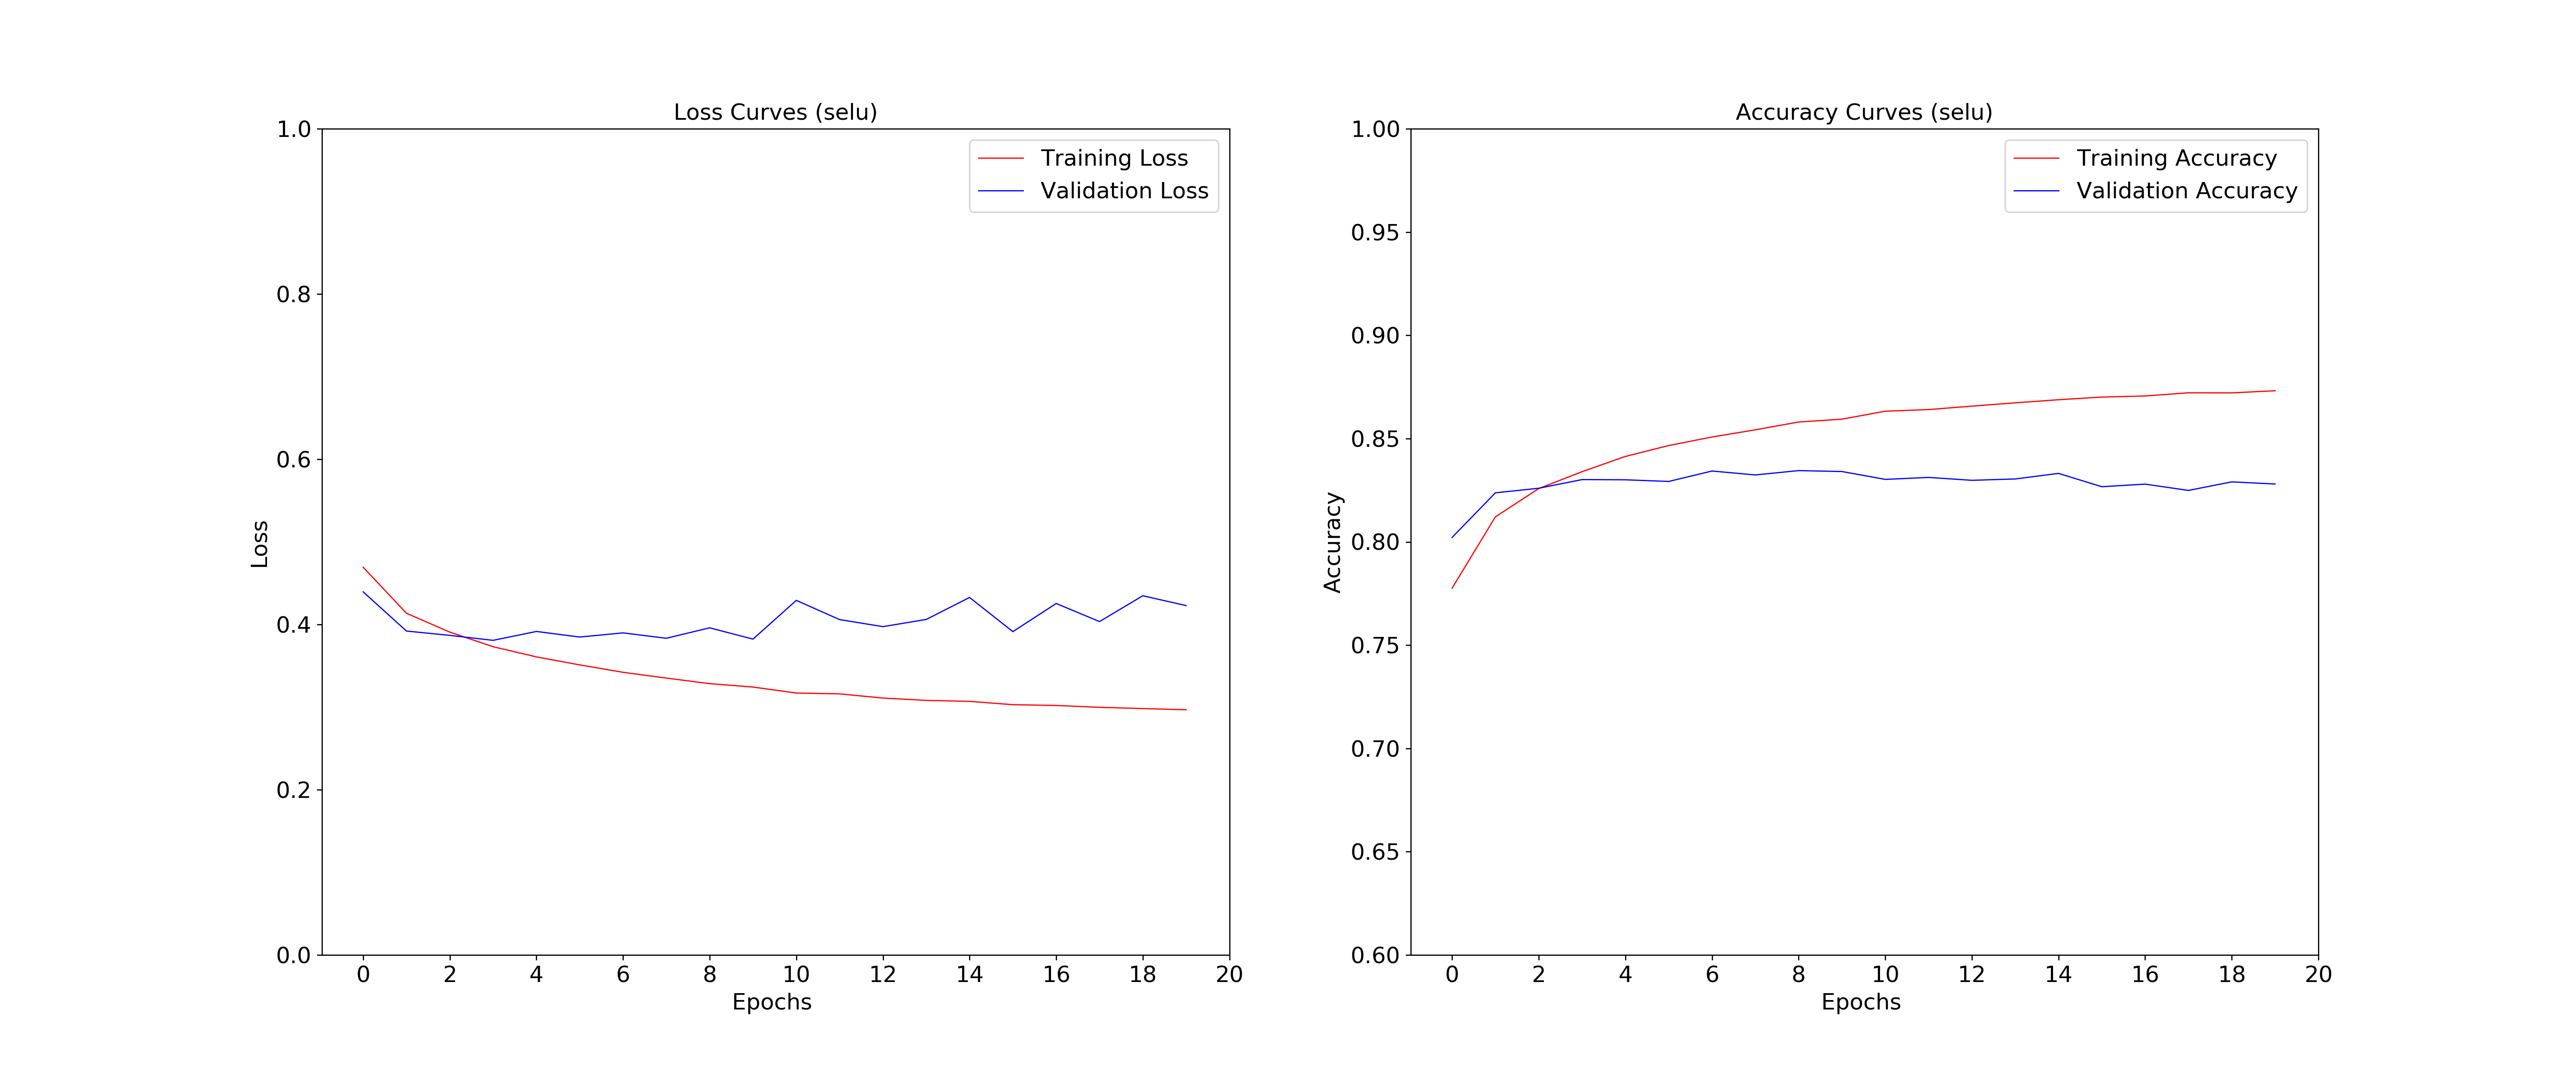 Loss Curves (selu)
1.0
0.8
0.6
0.4
0.2
0.0
Loss
Training Loss
Validation Loss
0 2 4 6 8 10 12 14 16 18 20
Epochs
Accuracy Curves (selu)
1.00
0.95
0.90
0.85
0.80
0.75
0.70
0.65
0.60
Accuracy
Training Accuracy
Validation Accuracy
0 2 4 6 8 10 12 14 16 18 20
Epochs